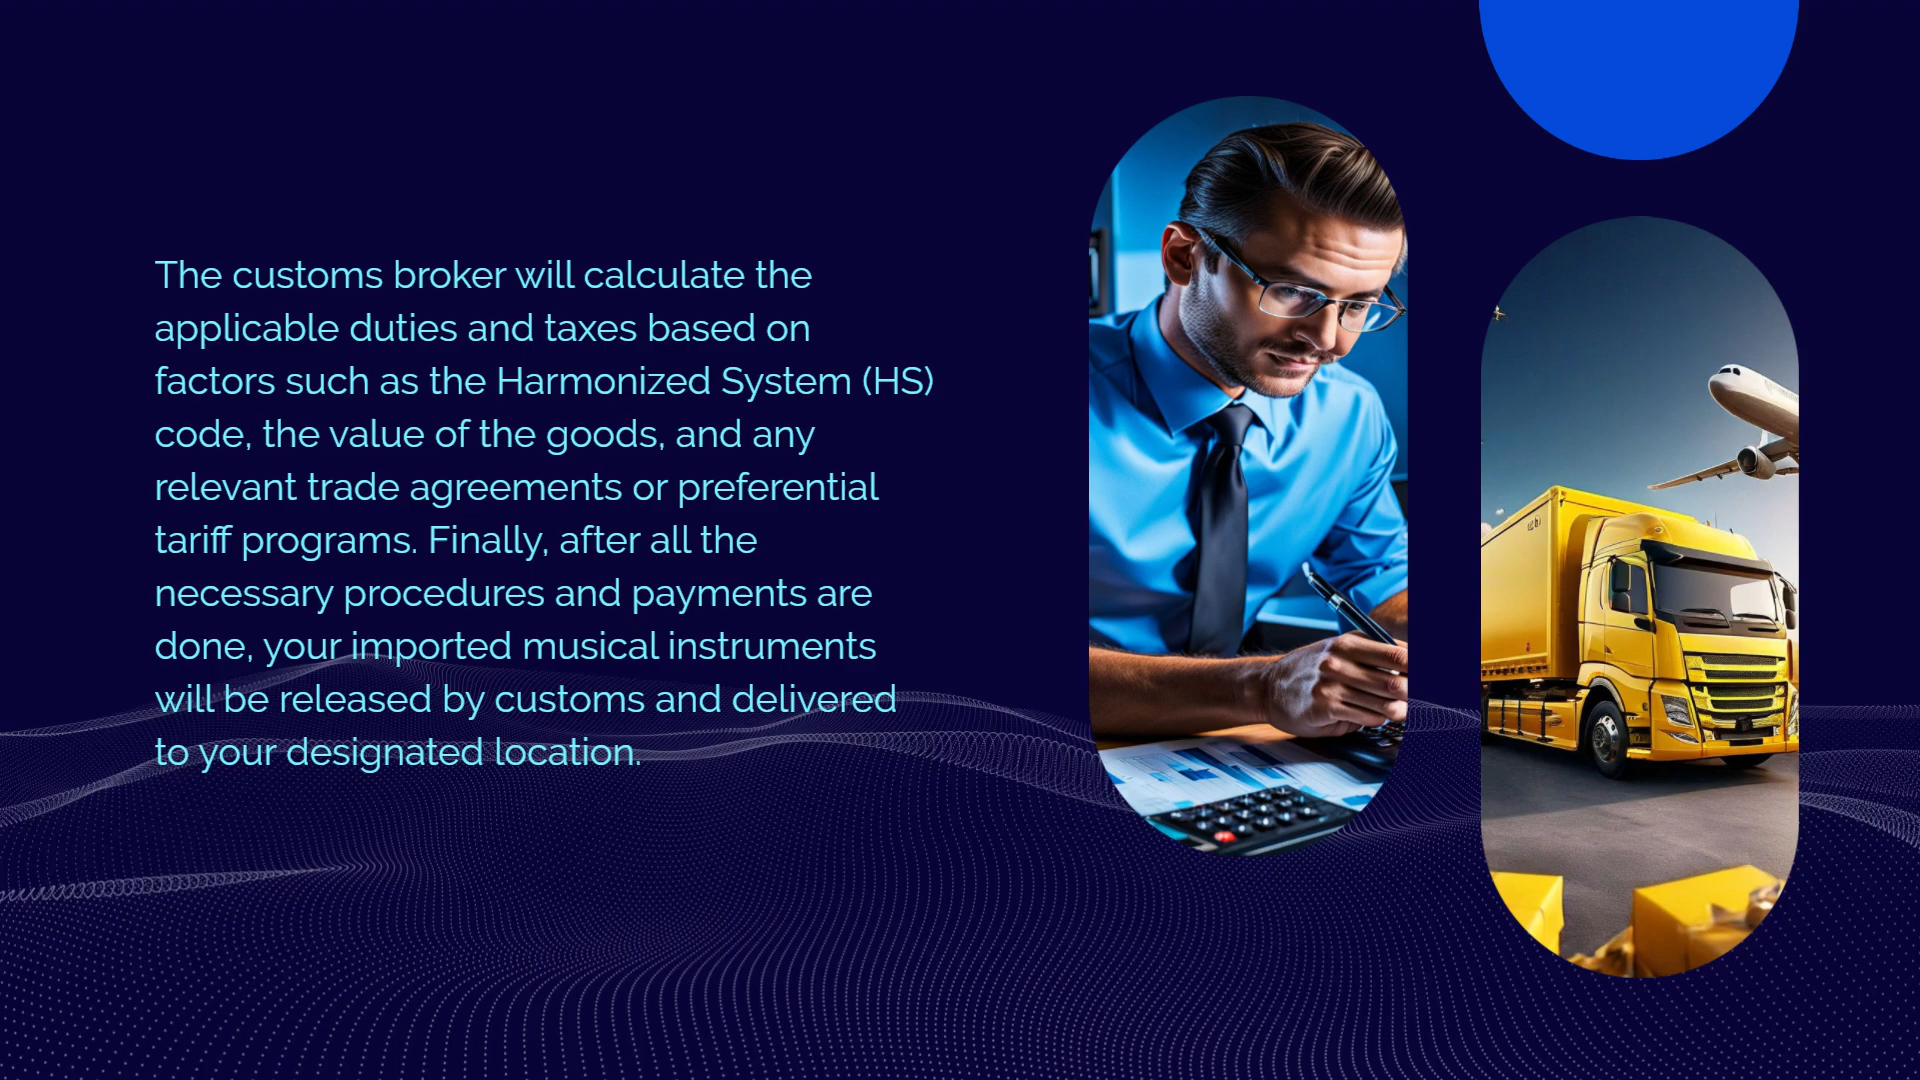 The customs broker will calculate the
applicable duties and taxes based on
factors such as the Harmonized System (HS)
code, the value of the goods, and any
relevant trade agreements or preferential
tariff programs. Finally, after all the
necessary procedures and payments are
done, your imported musical instruments
will be released by customs and delivered
to your designated location.